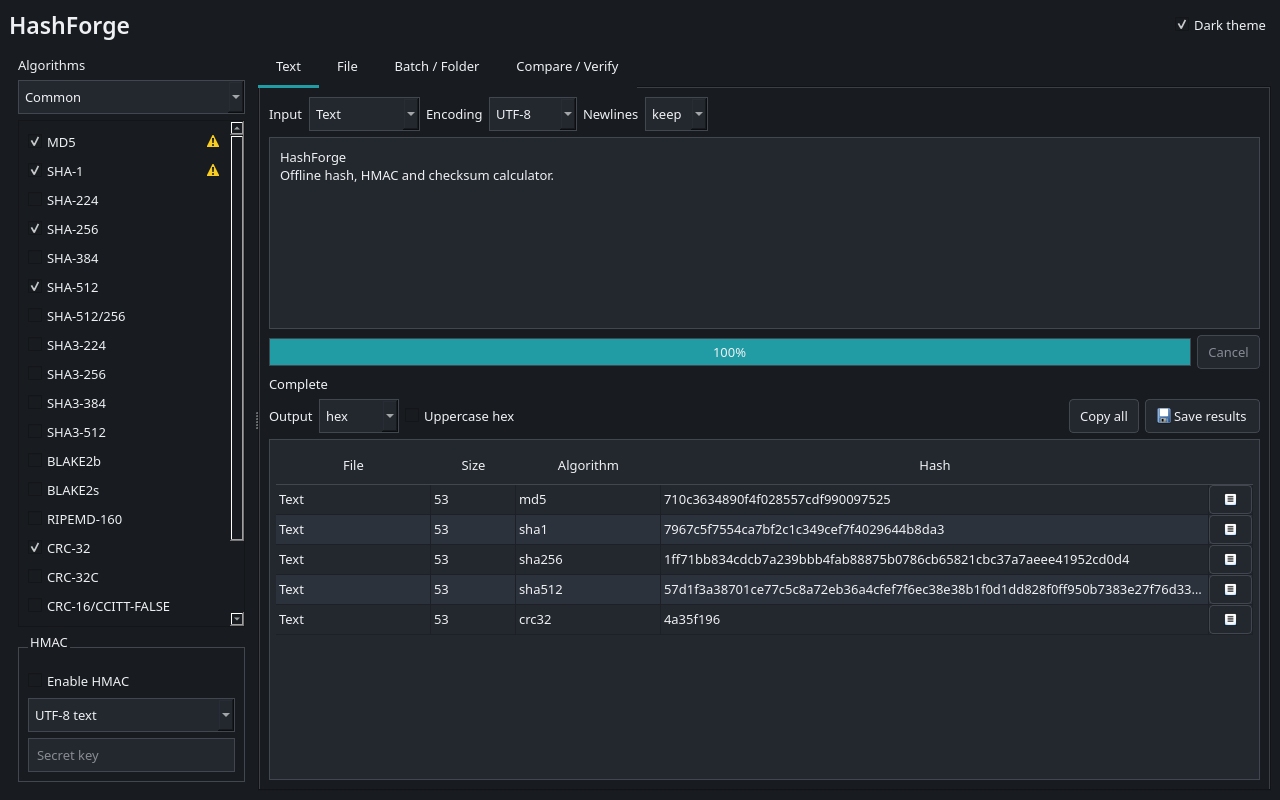 HashForge
Dark theme
Algorithms
Common
MD5
SHA-1
SHA-224
SHA-256
SHA-384
SHA-512
SHA-512/256
SHA3-224
SHA3-256
SHA3-384
SHA3-512
BLAKE2b
BLAKE2s
RIPEMD-160
CRC-32
CRC-32C
CRC-16/CCITT-FALSE
HMAC
Enable HMAC
UTF-8 text
Secret key
Text File Batch / Folder Compare / Verify
Input Text Encoding UTF-8 Newlines keep
HashForge
Offline hash, HMAC and checksum calculator.
100% Cancel
Complete
Output hex Uppercase hex Copy all Save results
File Size Algorithm Hash
Text 53 md5 710c3634890f4f028557cdf990097525
Text 53 sha1 7967c5f7554ca7bf2c1c349cef7f4029644b8da3
Text 53 sha256 1ff71bb834cdcb7a239bbb4fab88875b0786cb65821cbc37a7aeee41952cd0d4
Text 53 sha512 57d1f3a38701ce77c5c8a72eb36a4cfef7f6ec38e38b1f0d1dd828f0ff950b7383e27f76d33...
Text 53 crc32 4a35f196